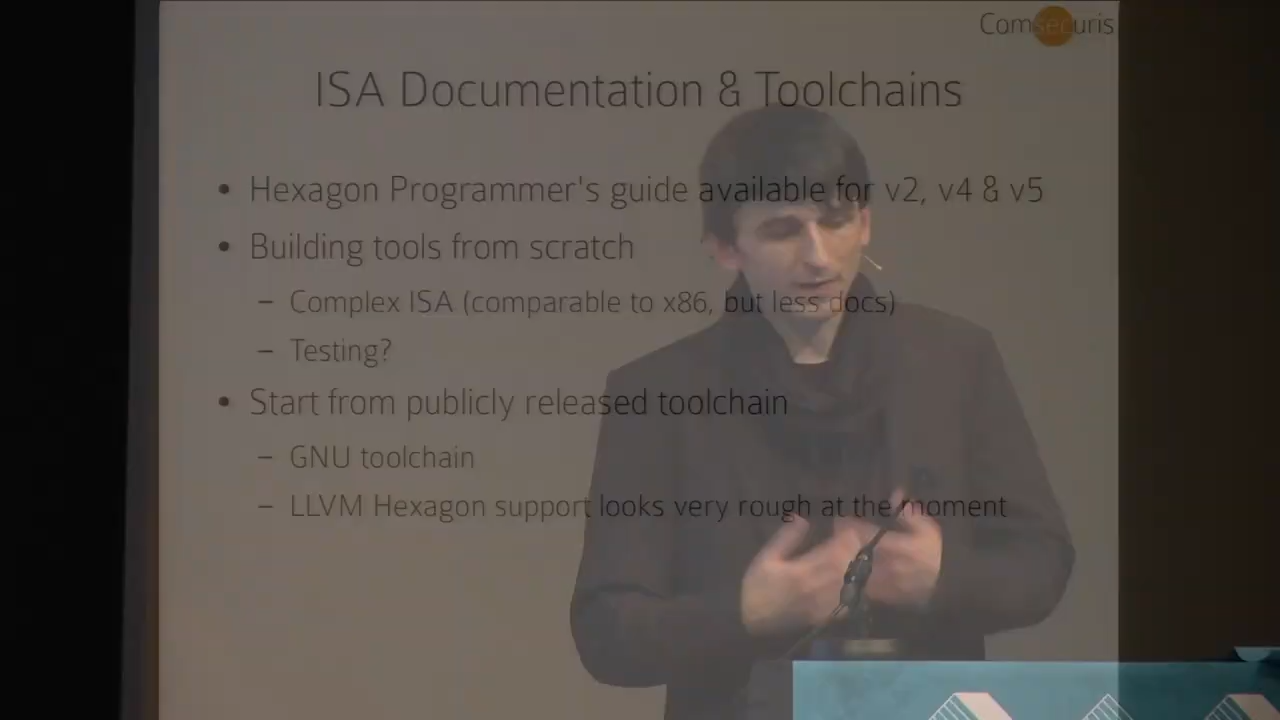 Comsecuris
ISA Documentation & Toolchains
• Hexagon Programmer's guide available for v2, v4 & v5
• Building tools from scratch
– Complex ISA (comparable to x86, but less docs)
– Testing?
• Start from publicly released toolchain
– GNU toolchain
– LLVM Hexagon support looks very rough at the moment